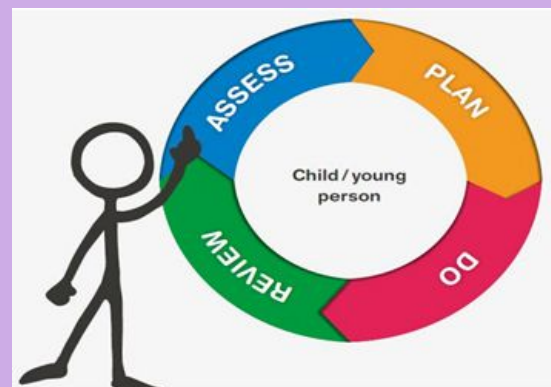 ASSESS
PLAN
Child / young
person
DO
REVIEW